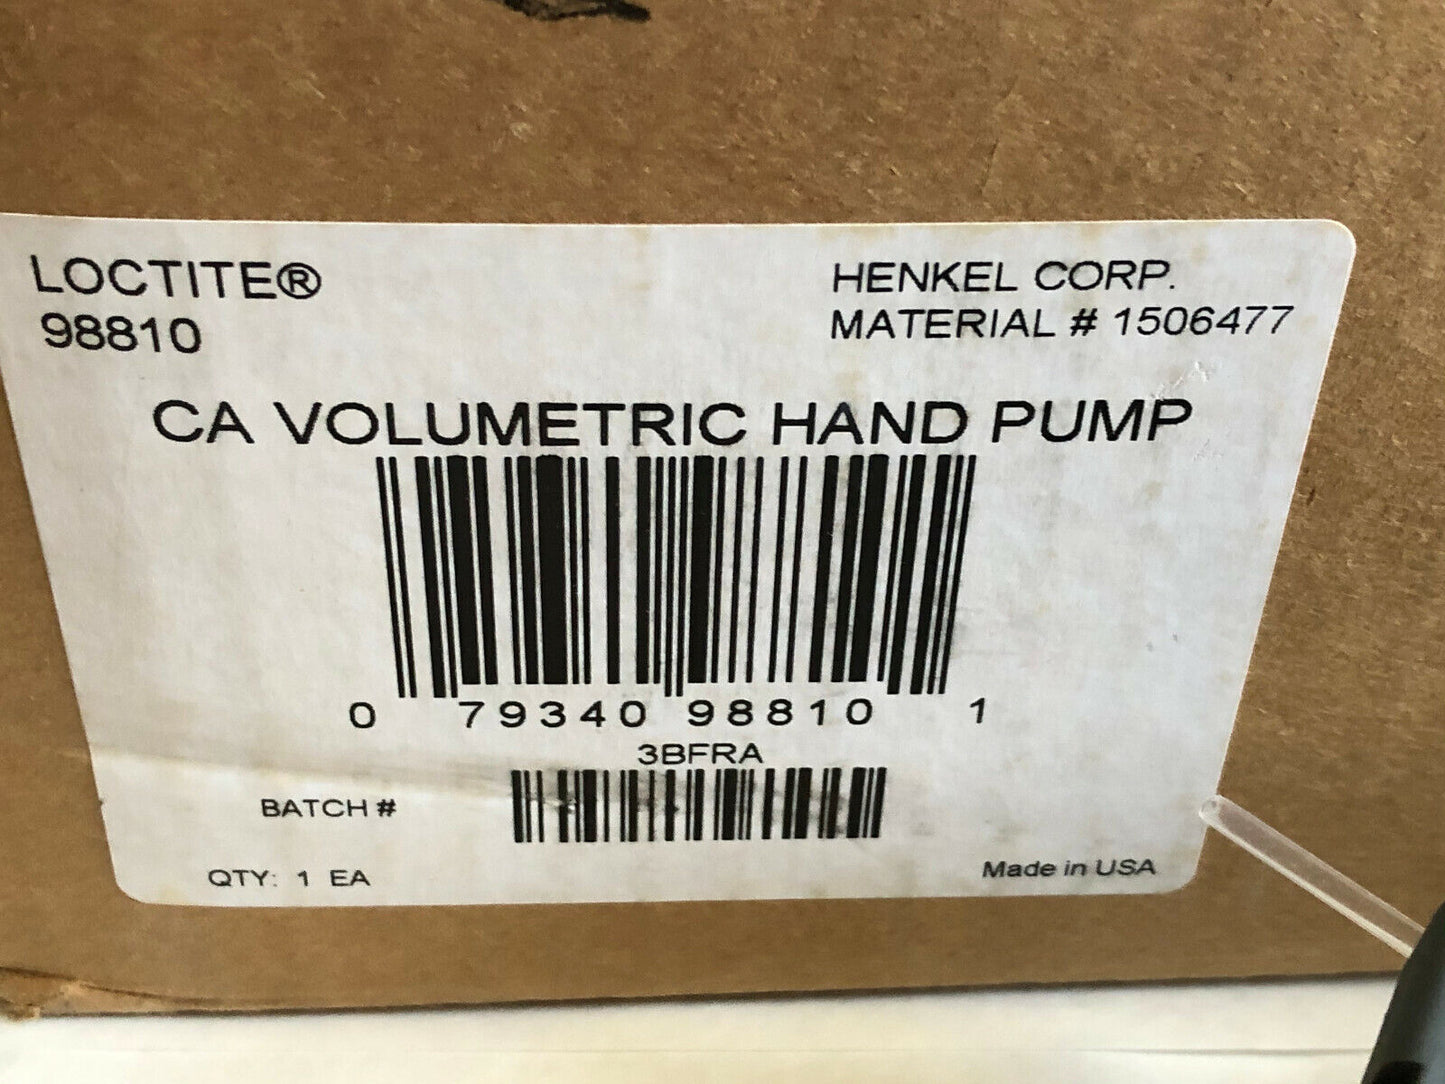 LOCTITE®
98810
HENKEL CORP.
MATERIAL # 1506477
CA VOLUMETRIC HAND PUMP
0 79340 98810 1
3BFRA
BATCH #
QTY: 1 EA
Made in USA